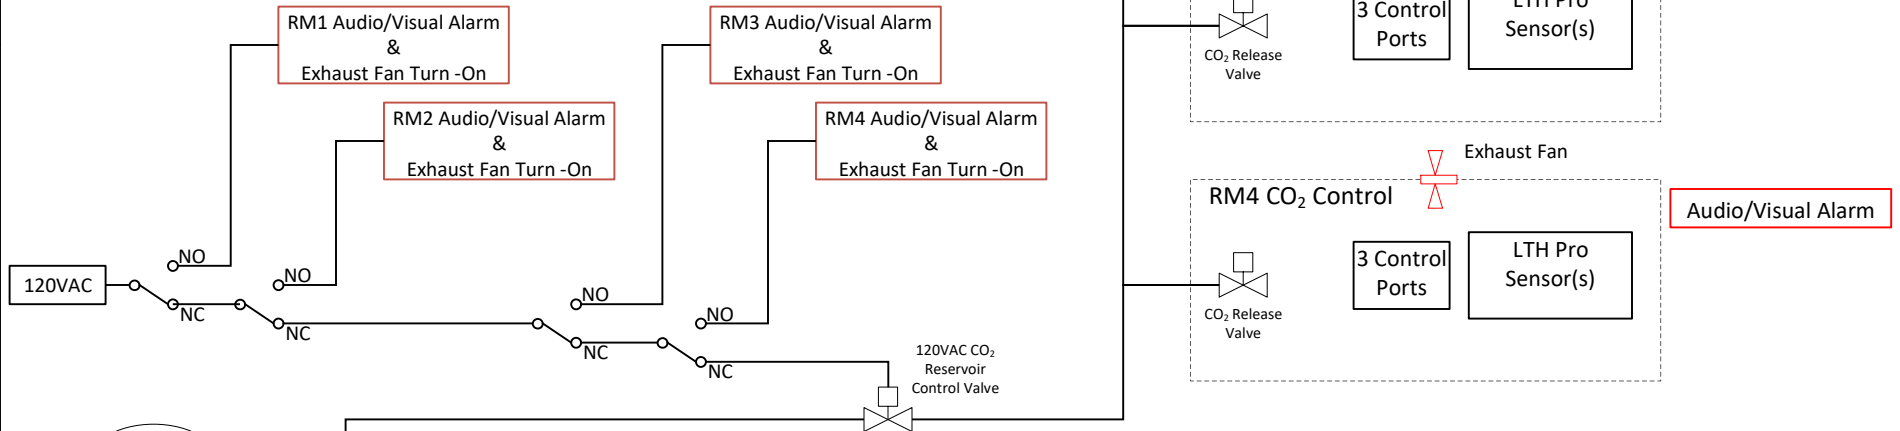 RM1 Audio/Visual Alarm
&
Exhaust Fan Turn -On
RM2 Audio/Visual Alarm
&
Exhaust Fan Turn -On
RM3 Audio/Visual Alarm
&
Exhaust Fan Turn -On
RM4 Audio/Visual Alarm
&
Exhaust Fan Turn -On
120VAC
NO
NC
NO
NC
NO
NC
NO
NC
120VAC CO₂
Reservoir
Control Valve
CO₂ Release
Valve
3 Control
Ports
LTH Pro
Sensor(s)
Exhaust Fan
RM4 CO₂ Control
Audio/Visual Alarm
CO₂ Release
Valve
3 Control
Ports
LTH Pro
Sensor(s)